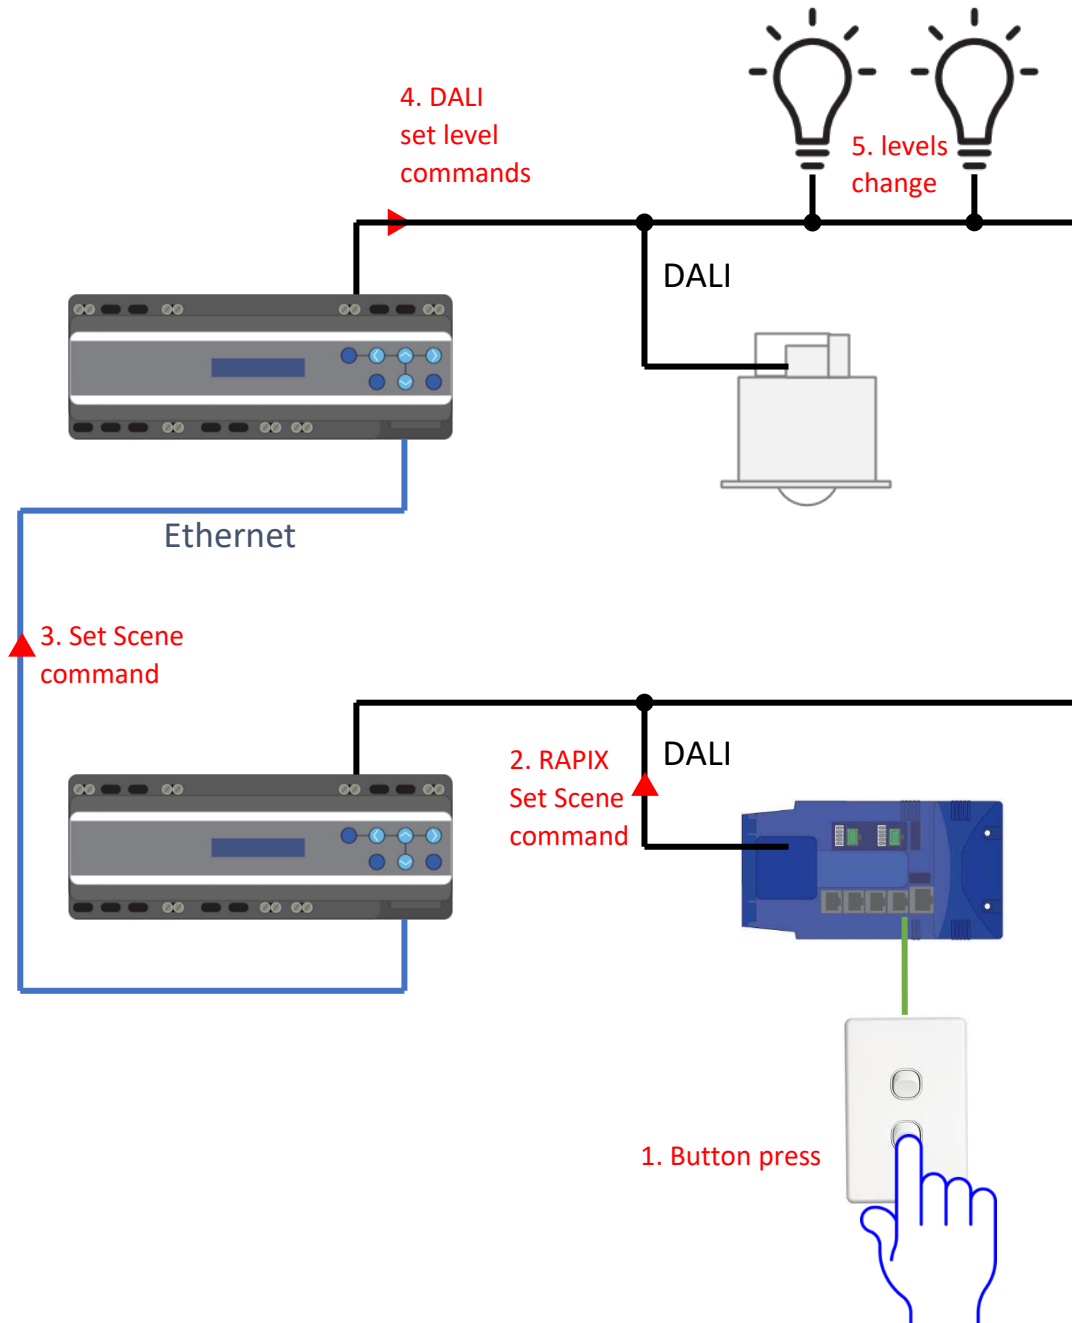 4. DALI
set level
commands
5. levels
change
DALI
Ethernet
3. Set Scene
command
2. RAPIX
Set Scene
command
DALI
1. Button press